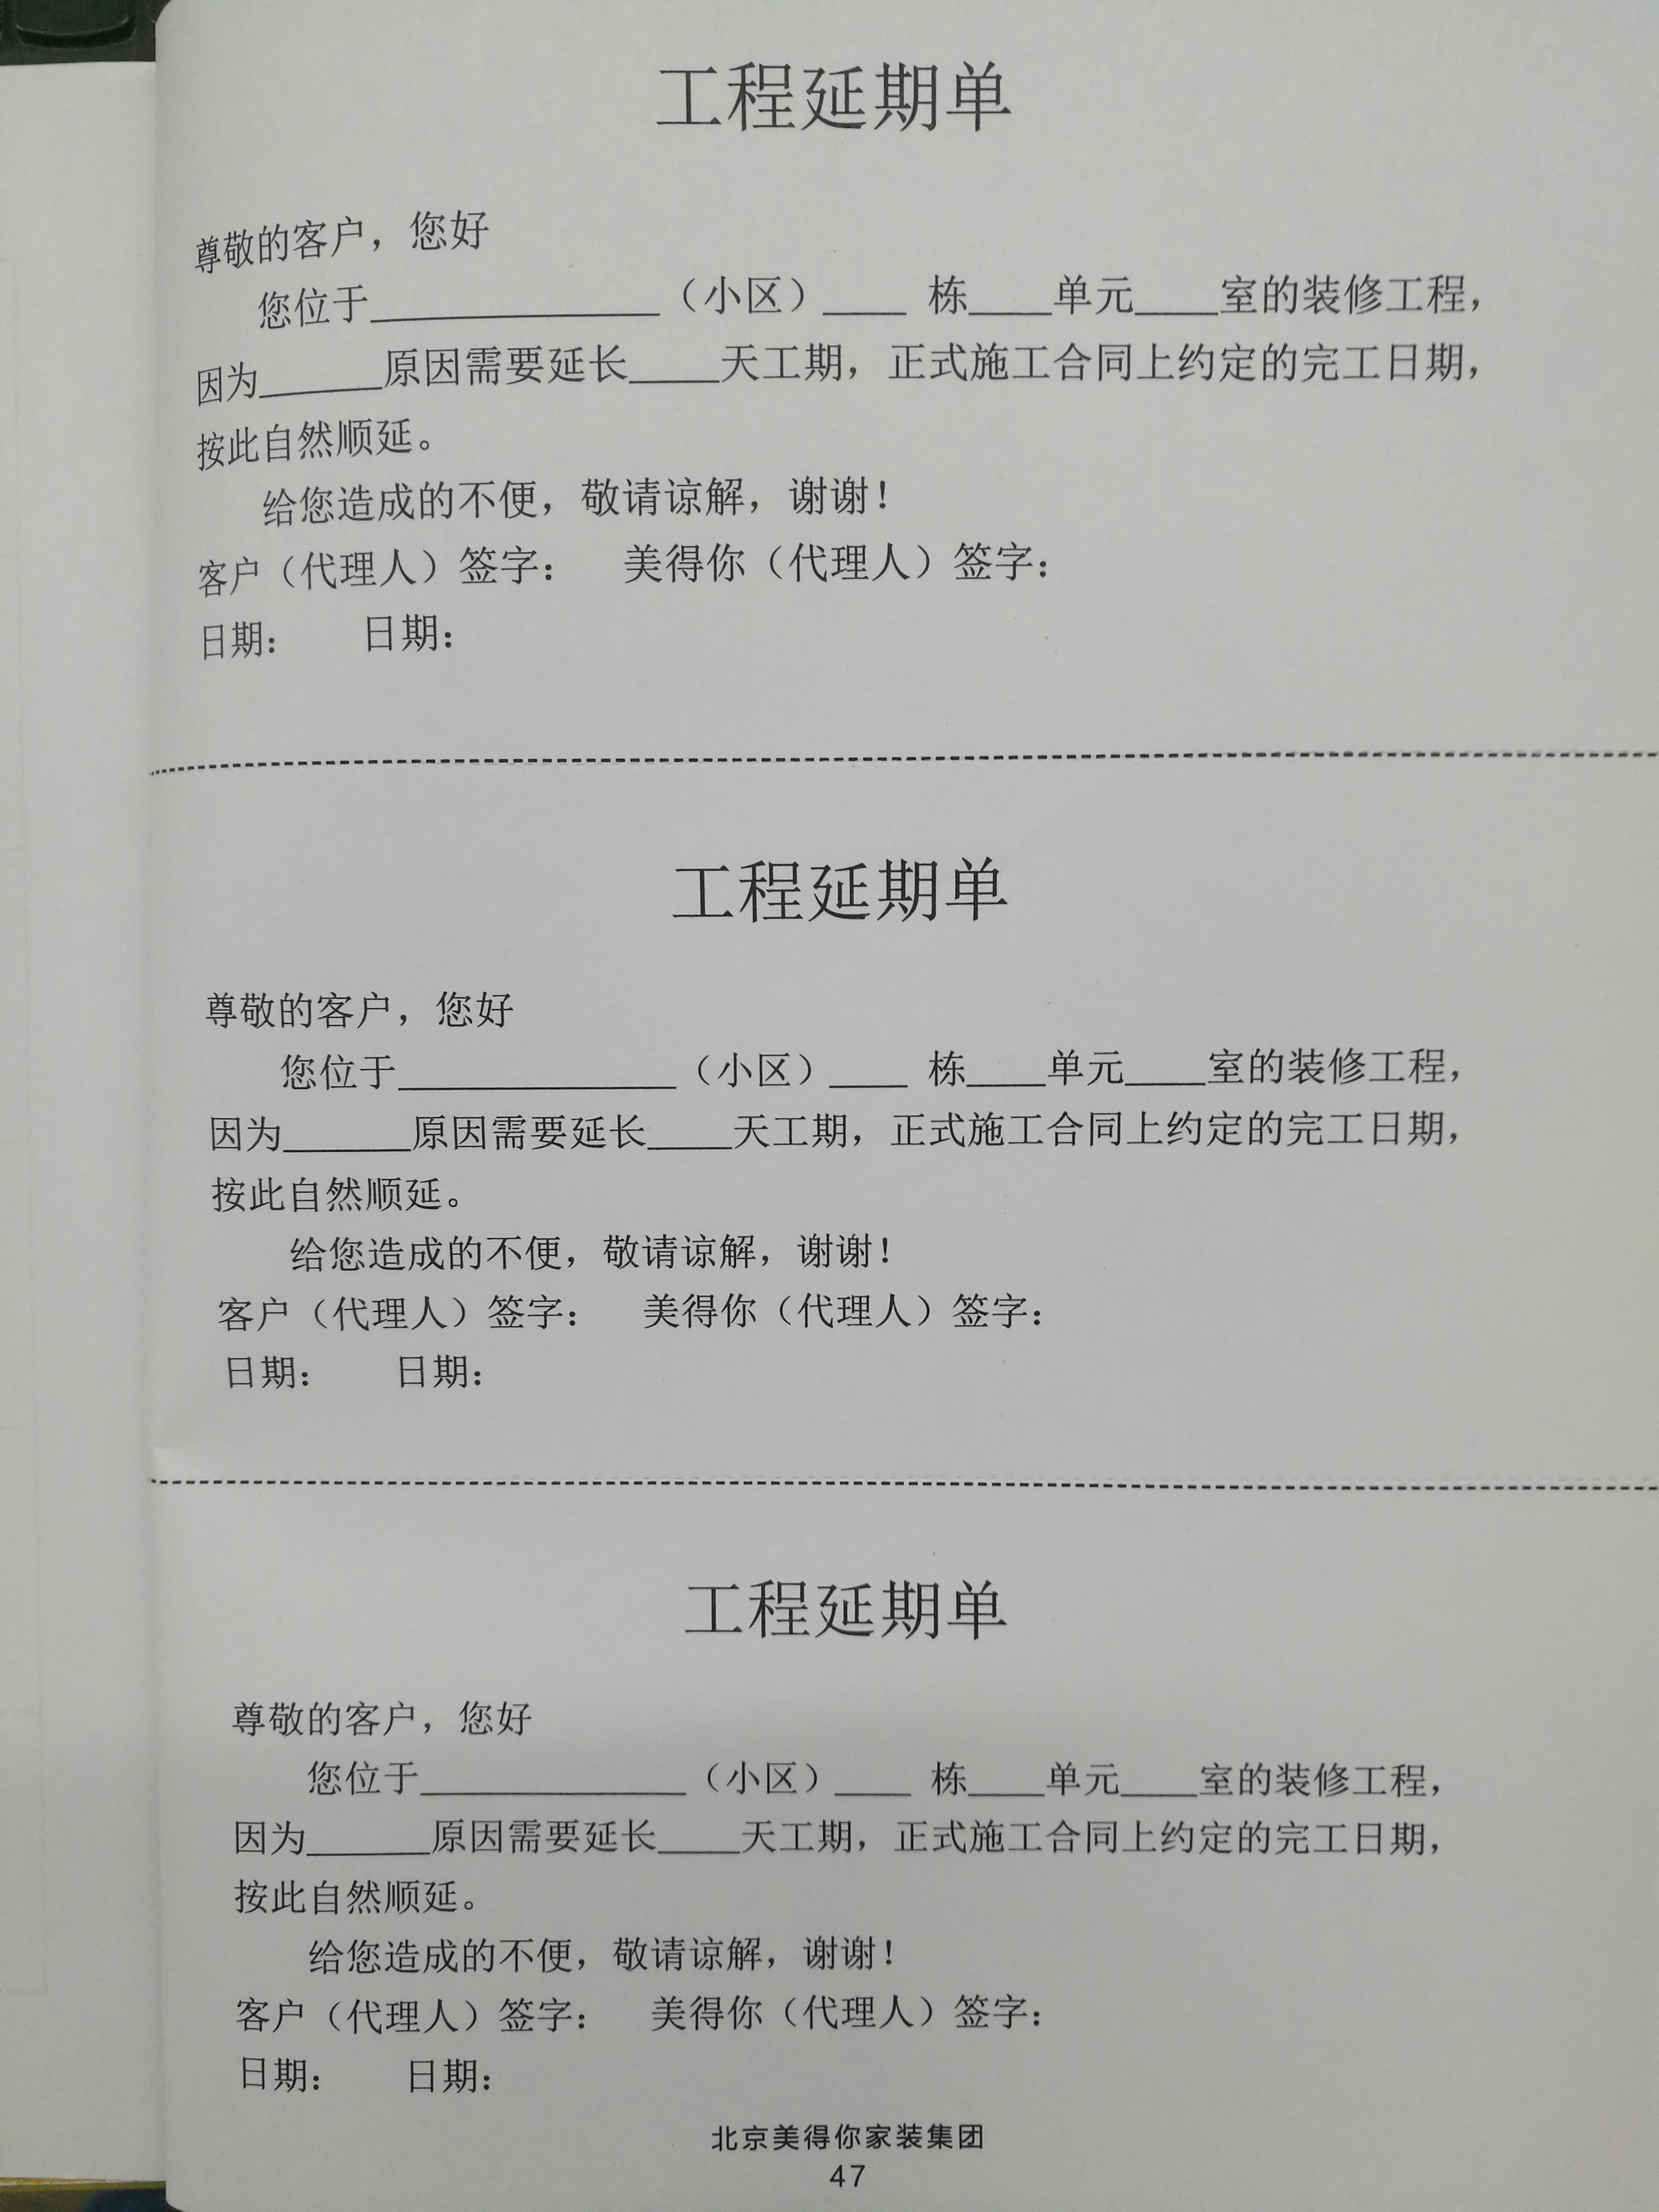 工程延期单
尊敬的客户，您好
您位于______________（小区）____ 栋____单元____室的装修工程，
因为______原因需要延长____天工期，正式施工合同上约定的完工日期，
按此自然顺延。
给您造成的不便，敬请谅解，谢谢！
客户（代理人）签字： 美得你（代理人）签字：
日期： 日期：
工程延期单
尊敬的客户，您好
您位于______________（小区）____ 栋____单元____室的装修工程，
因为______原因需要延长____天工期，正式施工合同上约定的完工日期，
按此自然顺延。
给您造成的不便，敬请谅解，谢谢！
客户（代理人）签字： 美得你（代理人）签字：
日期： 日期：
工程延期单
尊敬的客户，您好
您位于______________（小区）____ 栋____单元____室的装修工程，
因为______原因需要延长____天工期，正式施工合同上约定的完工日期，
按此自然顺延。
给您造成的不便，敬请谅解，谢谢！
客户（代理人）签字： 美得你（代理人）签字：
日期： 日期：
北京美得你家装集团
47